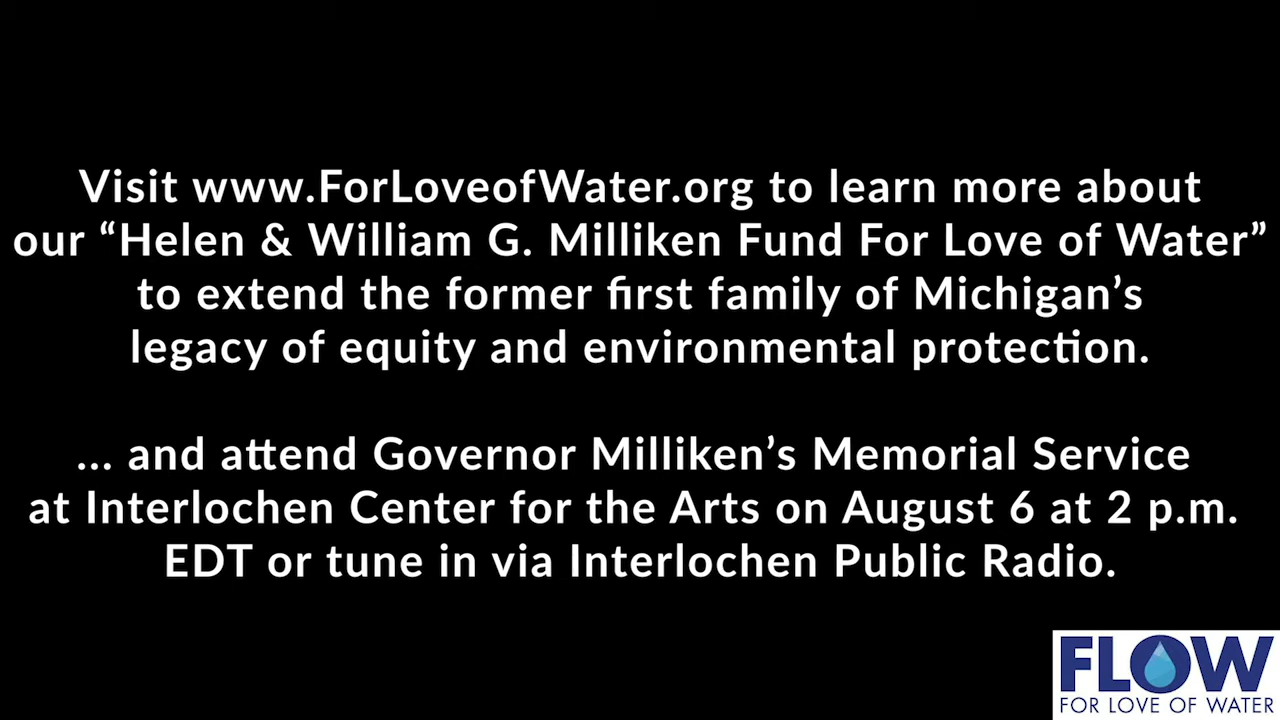 Visit www.ForLoveofWater.org to learn more about
our “Helen & William G. Milliken Fund For Love of Water”
to extend the former first family of Michigan’s
legacy of equity and environmental protection.
... and attend Governor Milliken’s Memorial Service
at Interlochen Center for the Arts on August 6 at 2 p.m.
EDT or tune in via Interlochen Public Radio.
FLOW
FOR LOVE OF WATER